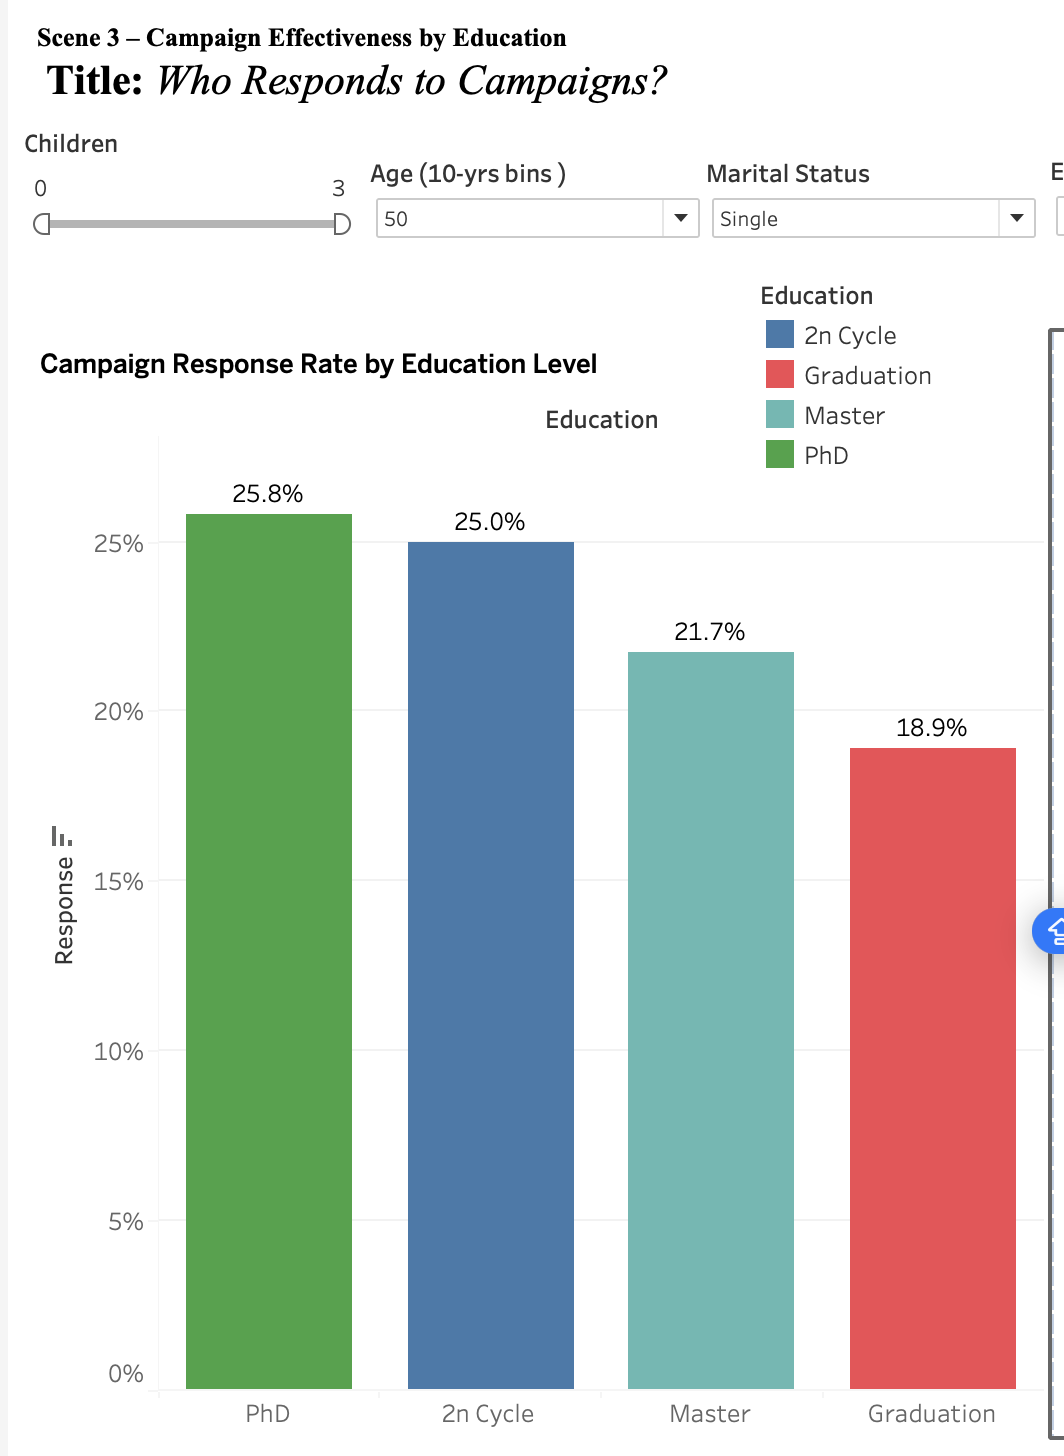 Scene 3 – Campaign Effectiveness by Education
Title: Who Responds to Campaigns?
Children
0 3
Age (10-yrs bins )
50
Marital Status
Single
E
Education
2n Cycle
Graduation
Master
PhD
Campaign Response Rate by Education Level
Education
25.8%
25.0%
21.7%
18.9%
25%
20%
15%
10%
5%
0%
Response
PhD 2n Cycle Master Graduation